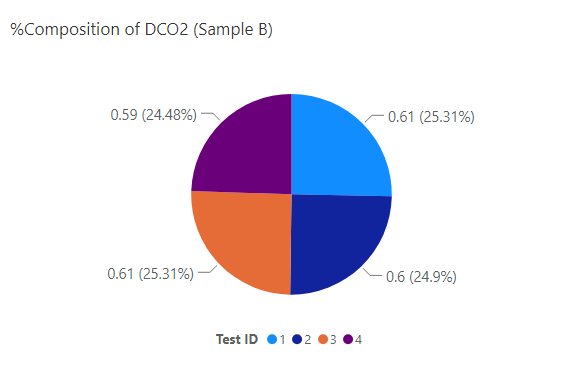 %Composition of DCO2 (Sample B)
0.59 (24.48%)
0.61 (25.31%)
0.61 (25.31%)
0.6 (24.9%)
Test ID 1 2 3 4